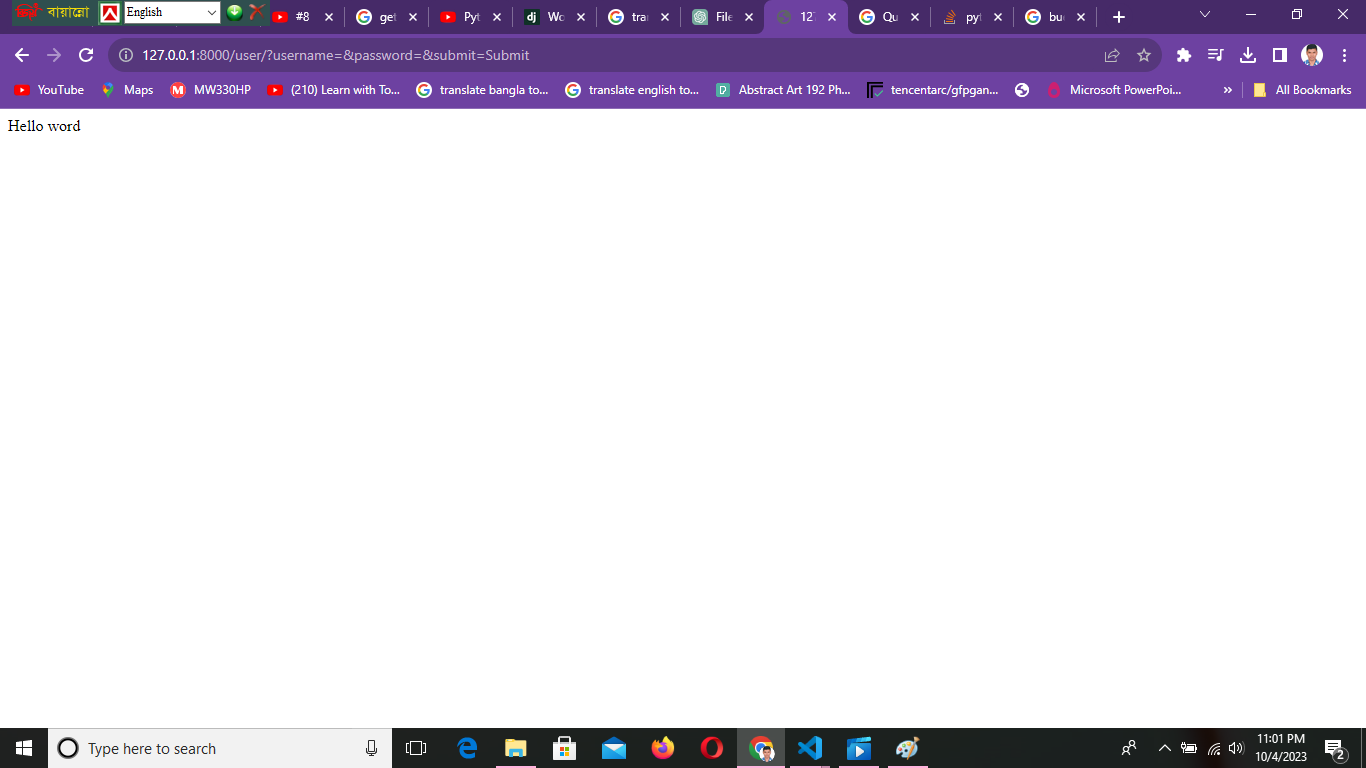 বায়ান্নো English #8 get Pyt Wo tra File 127 Qu pyt bu
127.0.0.1:8000/user/?username=&password=&submit=Submit
YouTube Maps MW330HP (210) Learn with To... translate bangla to... translate english to... Abstract Art 192 Ph... tencentarc/gfpgan... Microsoft PowerPoi... » All Bookmarks
Hello word
Type here to search
11:01 PM
10/4/2023
2